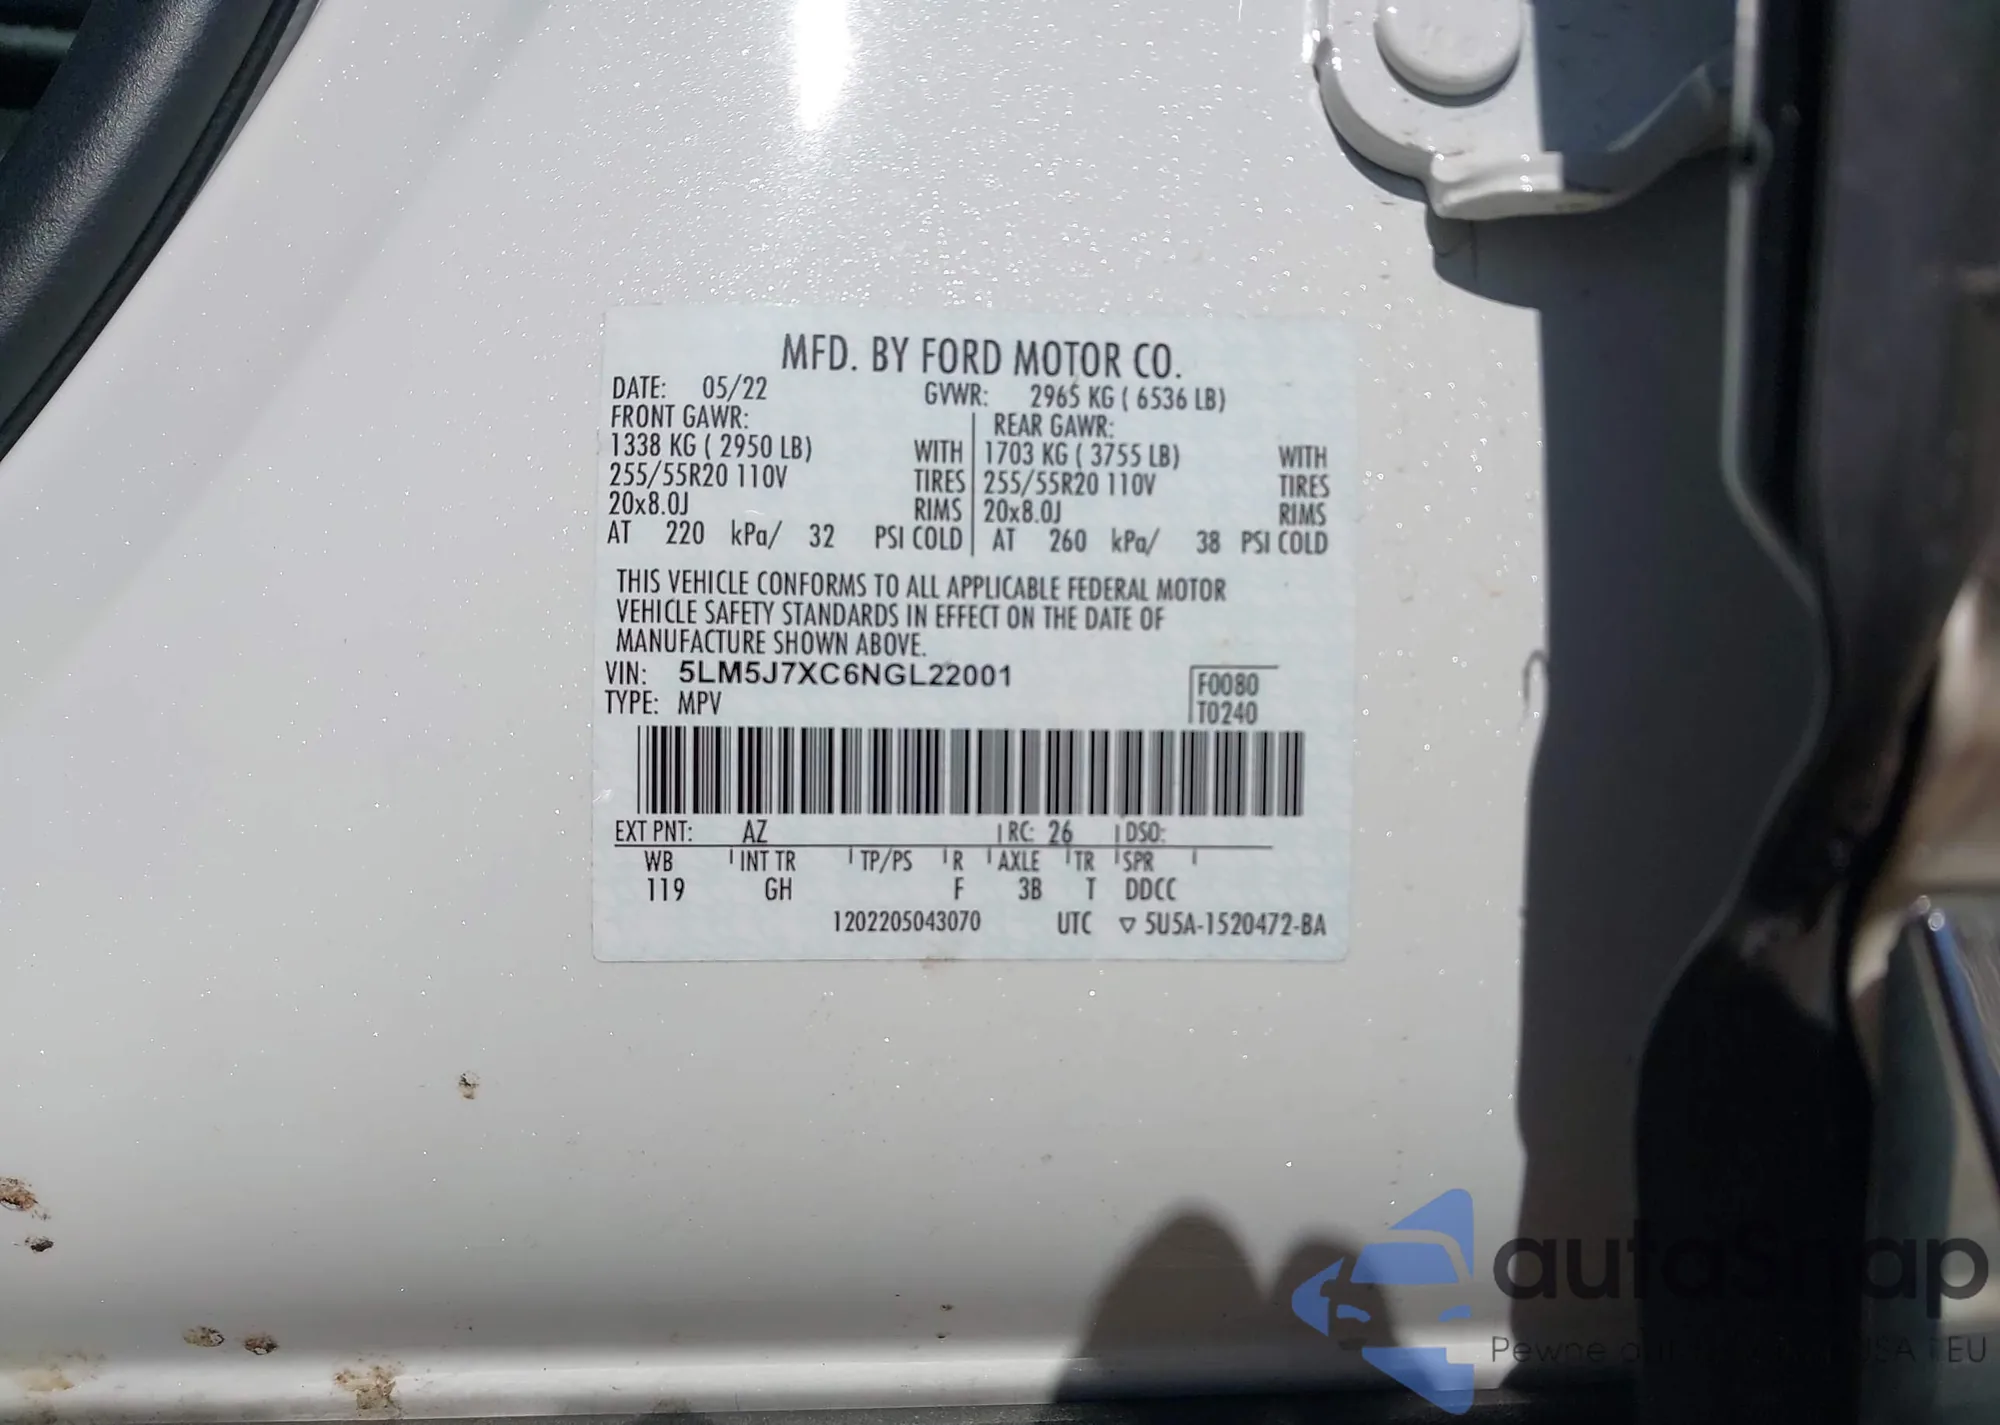 MFD. BY FORD MOTOR CO.
DATE: 05/22 GVWR: 2965 KG ( 6536 LB)
FRONT GAWR: REAR GAWR:
1338 KG ( 2950 LB) WITH 1703 KG ( 3755 LB) WITH
255/55R20 110V TIRES 255/55R20 110V TIRES
20x8.0J RIMS 20x8.0J RIMS
AT 220 kPa/ 32 PSI COLD AT 260 kPa/ 38 PSI COLD
THIS VEHICLE CONFORMS TO ALL APPLICABLE FEDERAL MOTOR
VEHICLE SAFETY STANDARDS IN EFFECT ON THE DATE OF
MANUFACTURE SHOWN ABOVE.
VIN: 5LM5J7XC6NGL22001
F0080
TYPE: MPV T0240
EXT PNT: AZ RC: 26 DSO:
WB INT TR TP/PS R AXLE TR SPR
119 GH F 3B T DDCC
1202205043070 UTC ▽ 5U5A-1520472-BA
Pewne USA EU